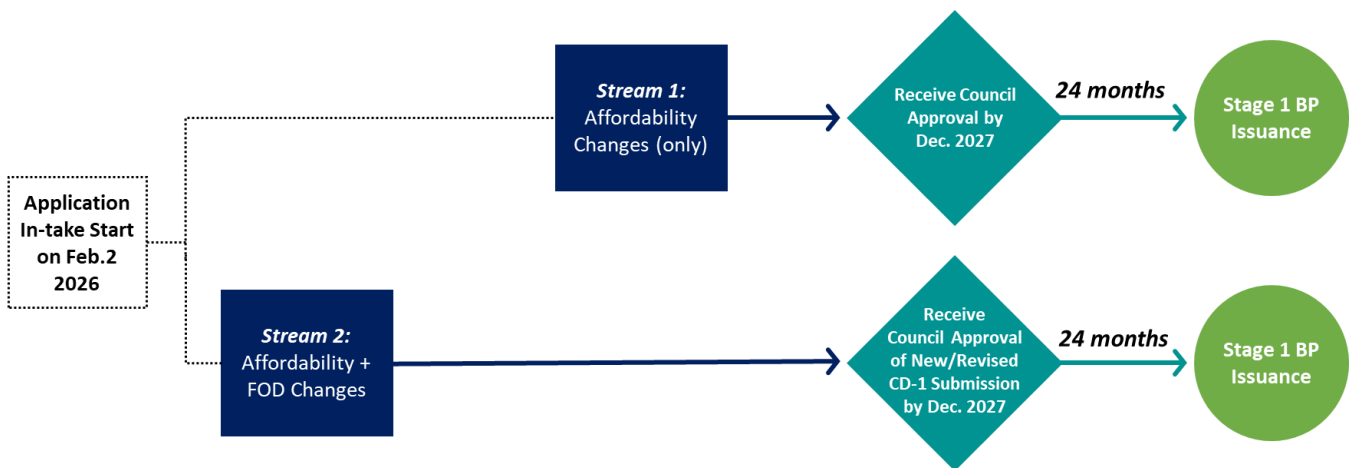 Application
In-take Start
on Feb.2
2026
Stream 1:
Affordability
Changes (only)
Receive Council
Approval by
Dec. 2027
24 months
Stage 1 BP
Issuance
Stream 2:
Affordability +
FOD Changes
Receive
Council Approval
of New/Revised
CD-1 Submission
by Dec. 2027
24 months
Stage 1 BP
Issuance